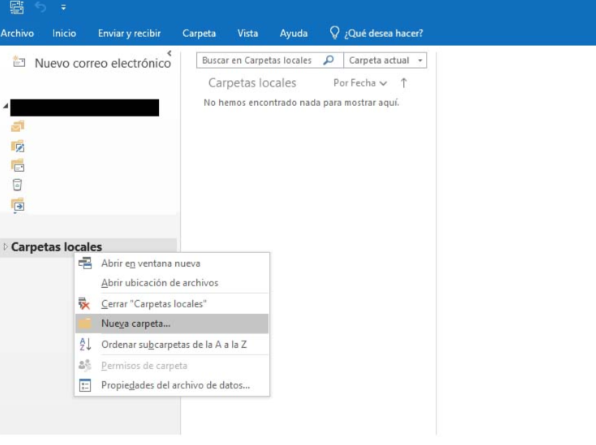 Archivo Inicio Enviar y recibir Carpeta Vista Ayuda ¿Qué desea hacer?
Nuevo correo electrónico
Buscar en Carpetas locales Carpeta actual
Carpetas locales Por Fecha
No hemos encontrado nada para mostrar aquí.
Carpetas locales
Abrir en ventana nueva
Abrir ubicación de archivos
Cerrar "Carpetas locales"
Nueva carpeta...
Ordenar subcarpetas de la A a la Z
Permisos de carpeta
Propiedades del archivo de datos...